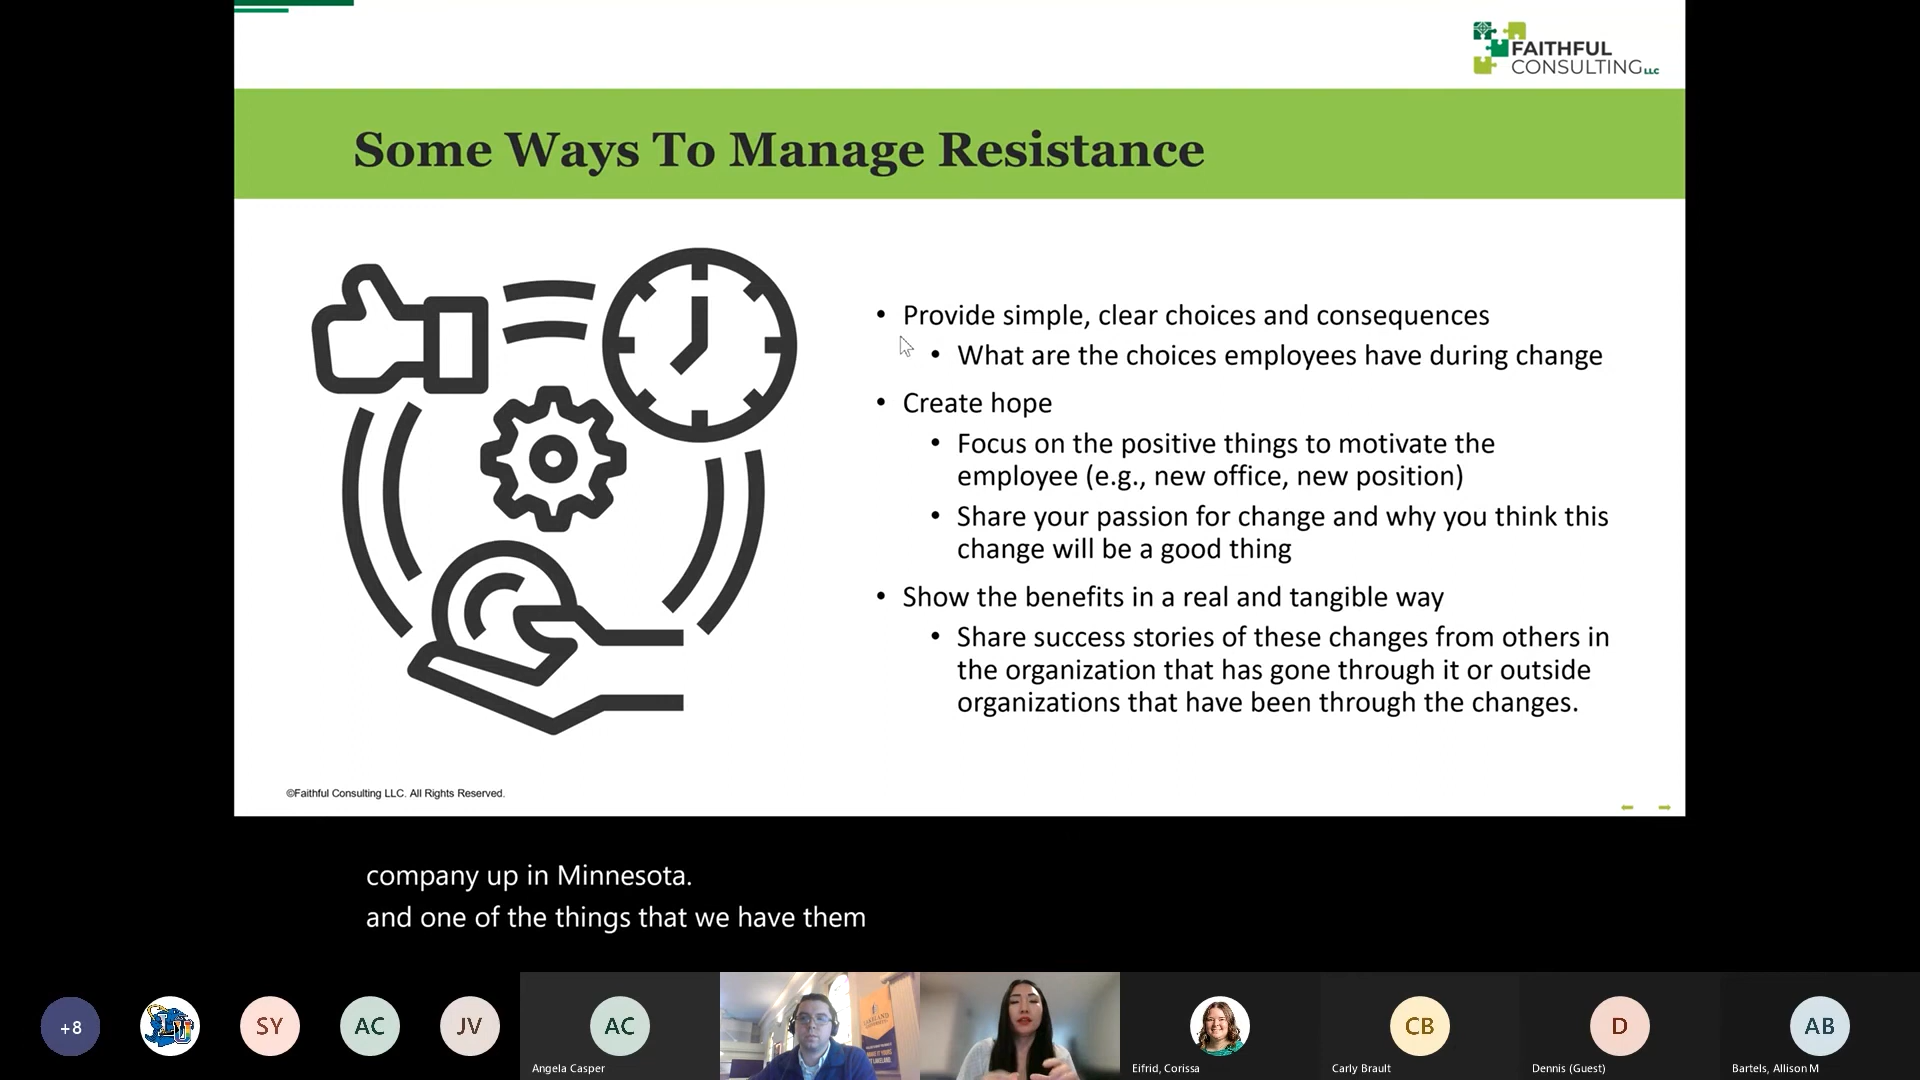 FAITHFUL
CONSULTING LLC
Some Ways To Manage Resistance
• Provide simple, clear choices and consequences
• What are the choices employees have during change
• Create hope
• Focus on the positive things to motivate the
employee (e.g., new office, new position)
• Share your passion for change and why you think this
change will be a good thing
• Show the benefits in a real and tangible way
• Share success stories of these changes from others in
the organization that has gone through it or outside
organizations that have been through the changes.
©Faithful Consulting LLC. All Rights Reserved.
company up in Minnesota.
and one of the things that we have them
+8
LU
SY
AC
JV
AC
Angela Casper
LAKELAND
Eifrid, Corissa
CB
Carly Brault
D
Dennis (Guest)
AB
Bartels, Allison M